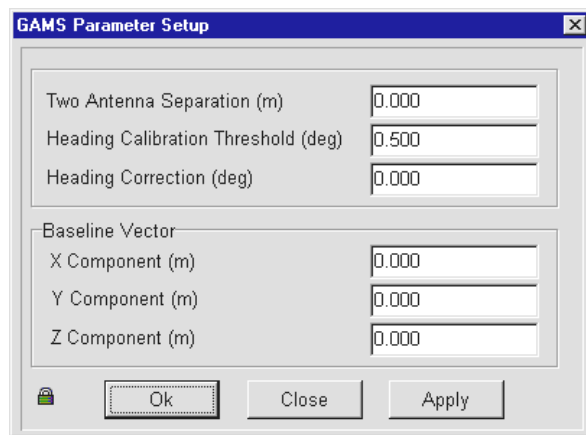 GAMS Parameter Setup
Two Antenna Separation (m) 0.000
Heading Calibration Threshold (deg) 0.500
Heading Correction (deg) 0.000
Baseline Vector
X Component (m) 0.000
Y Component (m) 0.000
Z Component (m) 0.000
Ok Close Apply